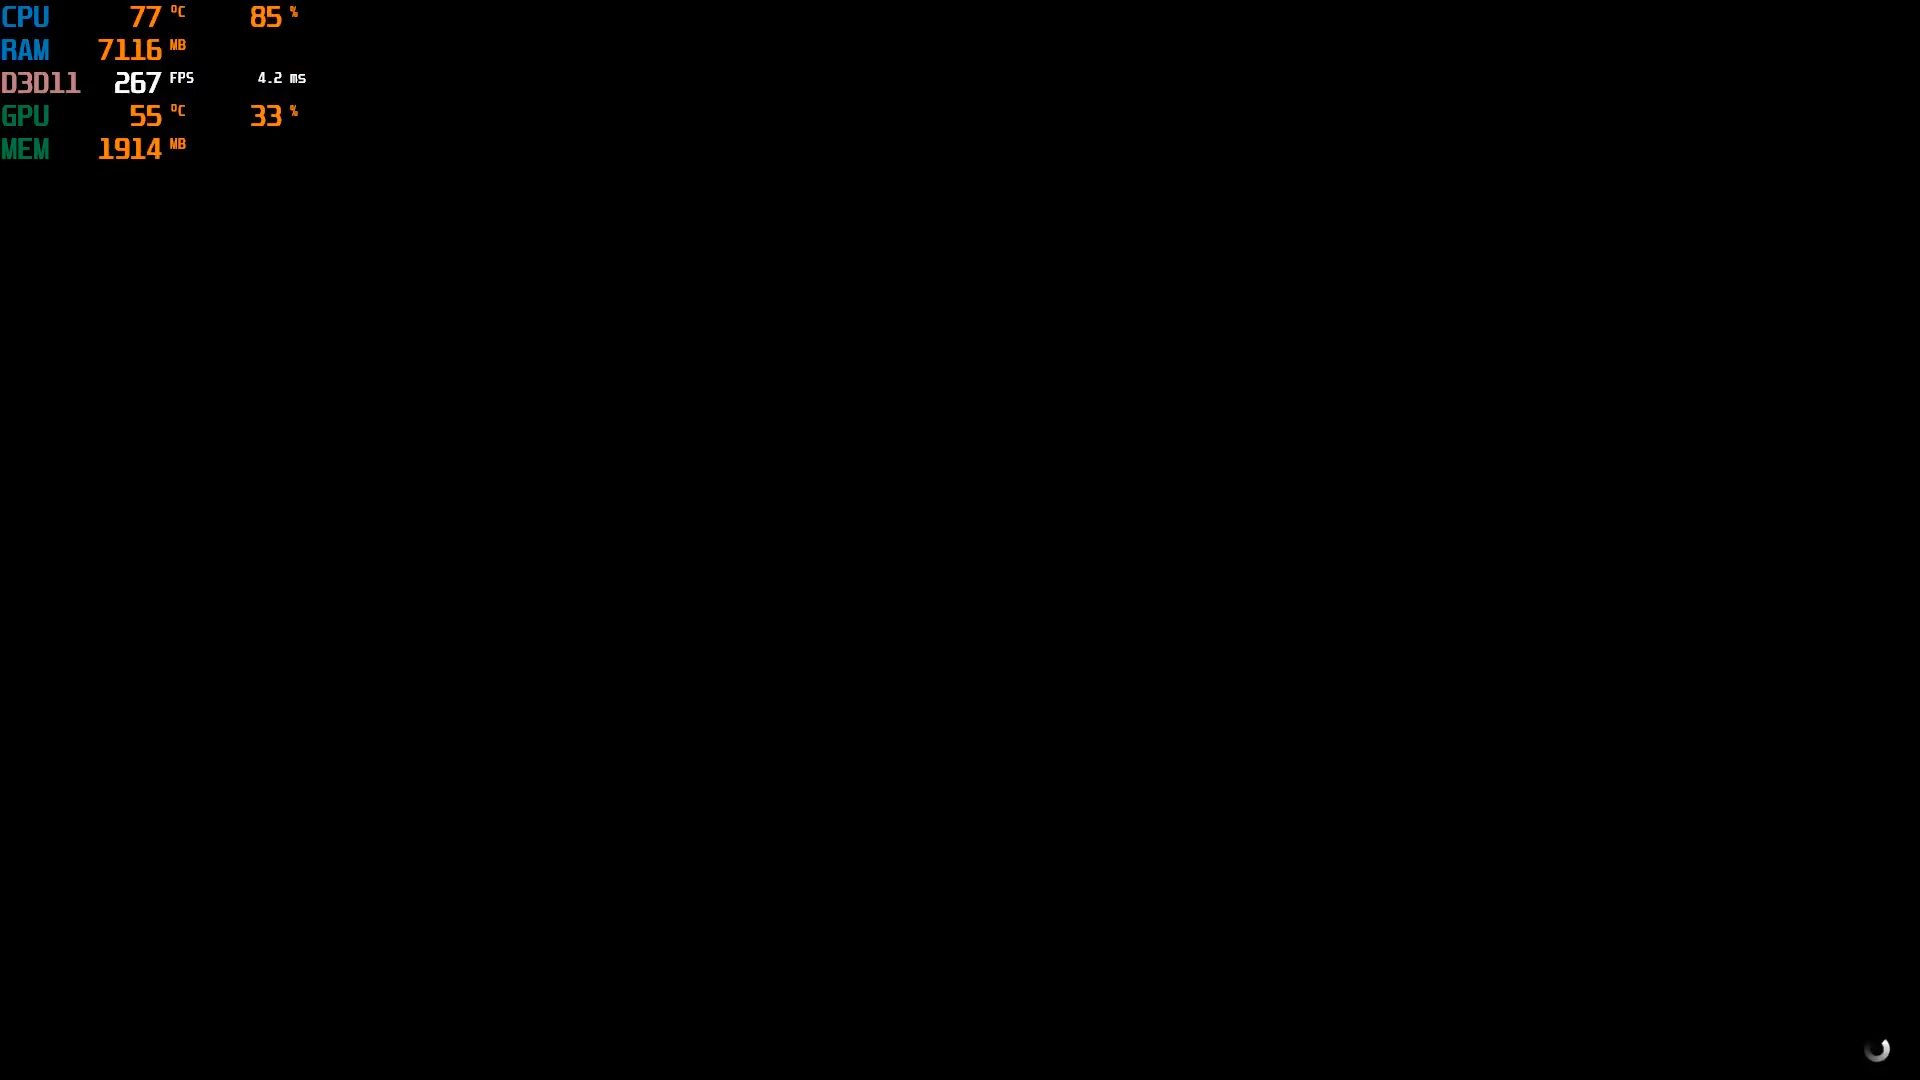 CPU 77 °C 85 %
RAM 7116 MB
D3D11 267 FPS 4.2 ms
GPU 55 °C 33 %
MEM 1914 MB